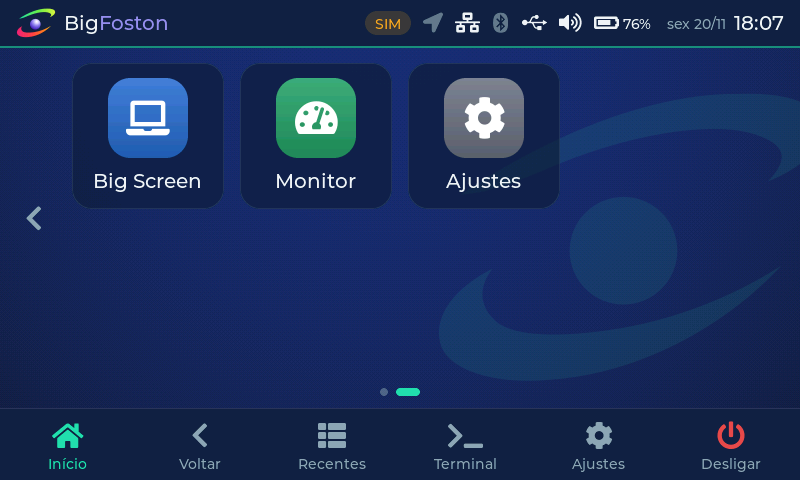 BigFoston
SIM
76%
sex 20/11
18:07
Big Screen
Monitor
Ajustes
Início
Voltar
Recentes
Terminal
Ajustes
Desligar